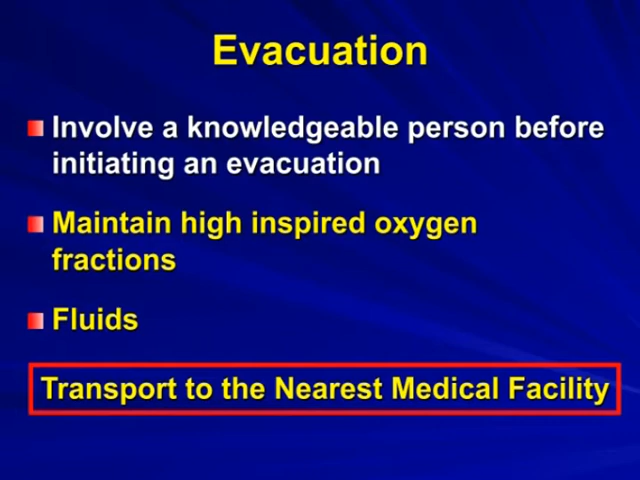 Evacuation
Involve a knowledgeable person before
initiating an evacuation
Maintain high inspired oxygen
fractions
Fluids
Transport to the Nearest Medical Facility